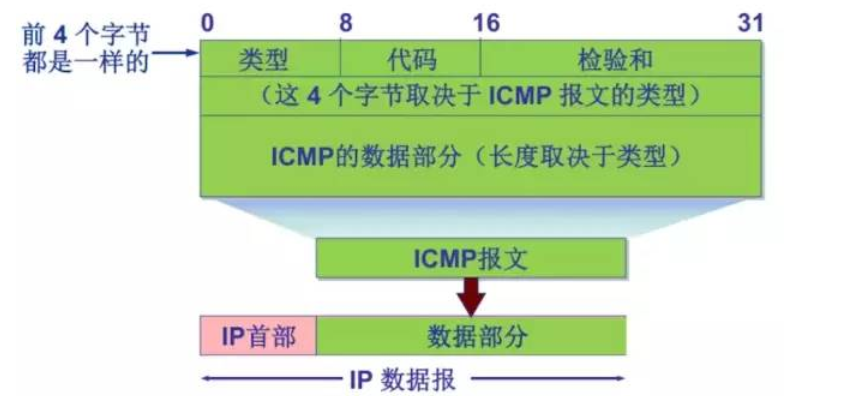 0 8 16 31
前 4 个字节
都是一样的
类型 代码 检验和
（这 4 个字节取决于 ICMP 报文的类型）
ICMP的数据部分（长度取决于类型）
ICMP报文
IP首部 数据部分
IP 数据报